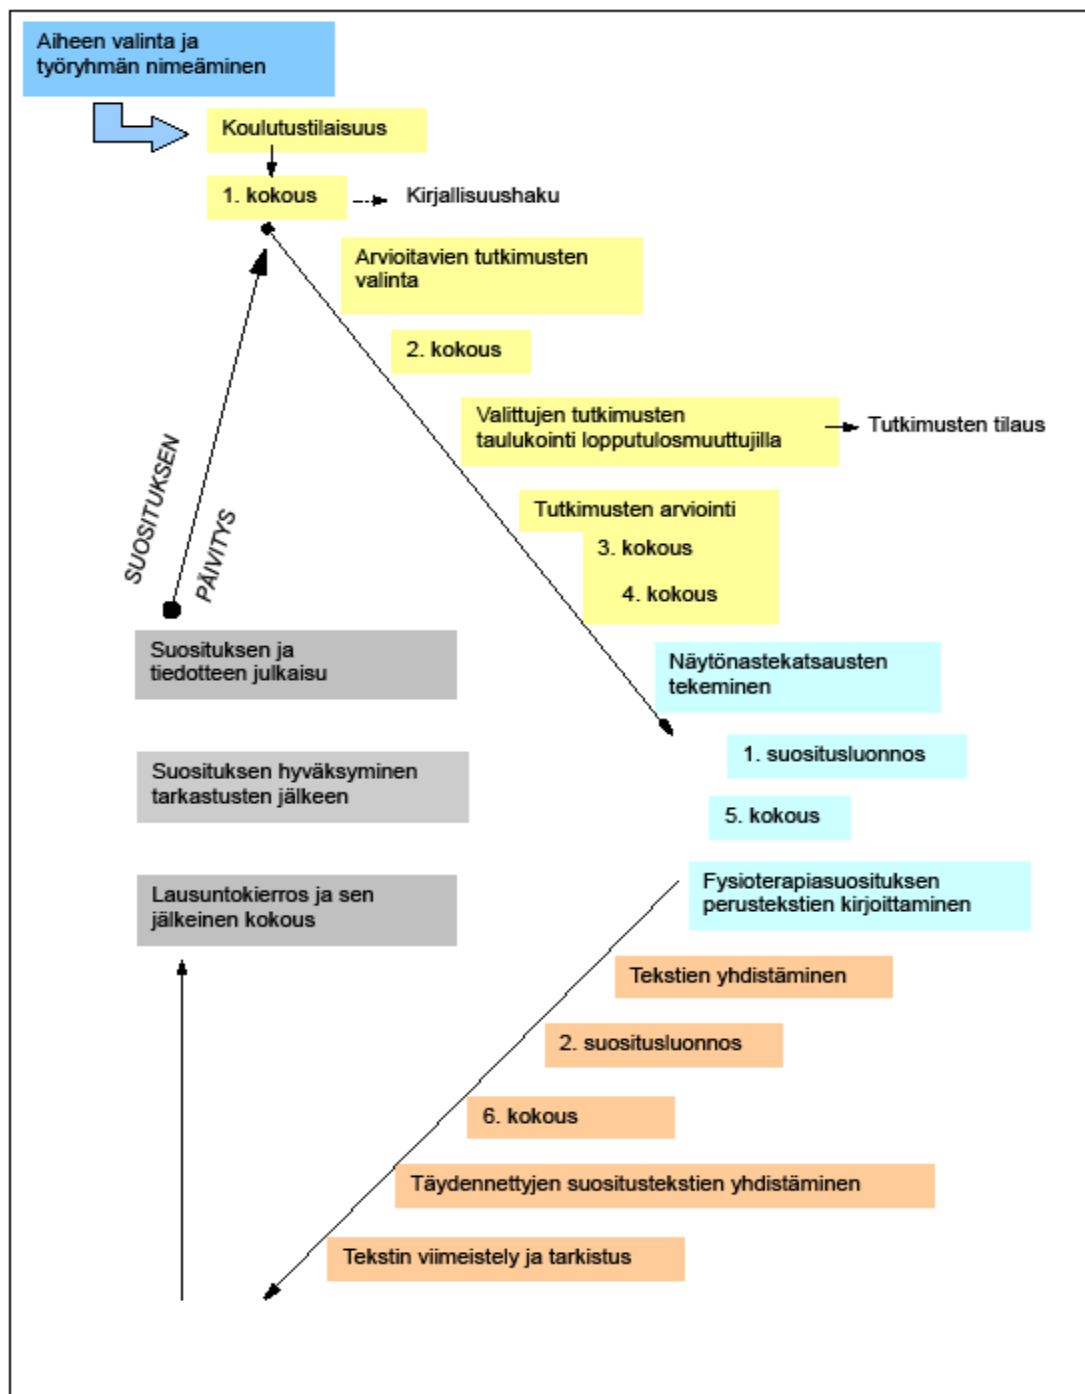 Aiheen valinta ja
työryhmän nimeäminen
Koulutustilaisuus
1. kokous
Kirjallisuushaku
Arvioitavien tutkimusten
valinta
2. kokous
Valittujen tutkimusten
taulukointi lopputulosmuuttujilla
Tutkimusten tilaus
Tutkimusten arviointi
3. kokous
4. kokous
Näytönastekatsausten
tekeminen
1. suositusluonnos
5. kokous
Fysioterapiasuosituksen
perustekstien kirjoittaminen
Tekstien yhdistäminen
2. suositusluonnos
6. kokous
Täydennettyjen suositustekstien yhdistäminen
Tekstin viimeistely ja tarkistus
Lausuntokierros ja sen
jälkeinen kokous
Suosituksen hyväksyminen
tarkastusten jälkeen
Suosituksen ja
tiedotteen julkaisu
SUOSITUKSEN
PÄIVITYS